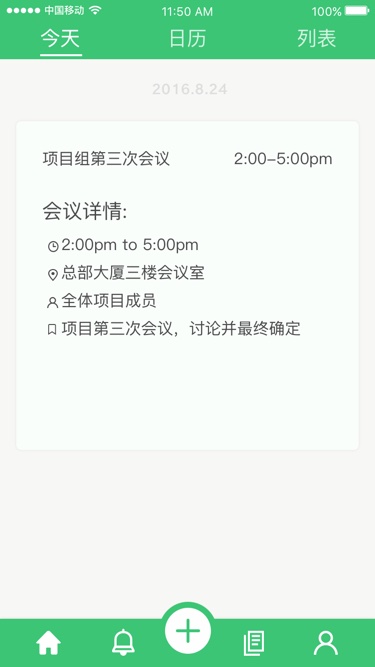 中国移动 11:50 AM 100%
今天 日历 列表
2016.8.24
项目组第三次会议 2:00-5:00pm
会议详情:
2:00pm to 5:00pm
总部大厦三楼会议室
全体项目成员
项目第三次会议，讨论并最终确定